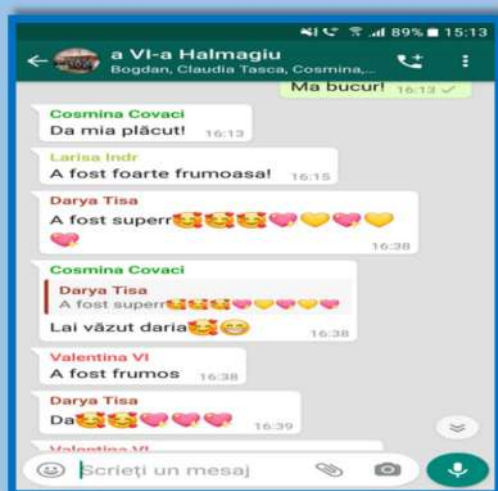 89% 15:13
a VI-a Halmagiu
Bogdan, Claudia Tasca, Cosmina,...
Ma bucur! 16:13
Cosmina Covaci
Da mia plăcut! 16:13
Larisa Indr
A fost foarte frumoasa! 16:15
Darya Tisa
A fost superr🥰🥰🥰💖💛💖💛
💖
16:38
Cosmina Covaci
Darya Tisa
A fost superr🥰🥰🥰💖💛💖💛💖
Lai văzut daria🥰😁 16:38
Valentina VI
A fost frumos 16:38
Darya Tisa
Da🥰🥰💖💖💖 16:39
Valentina VI
Scrieți un mesaj